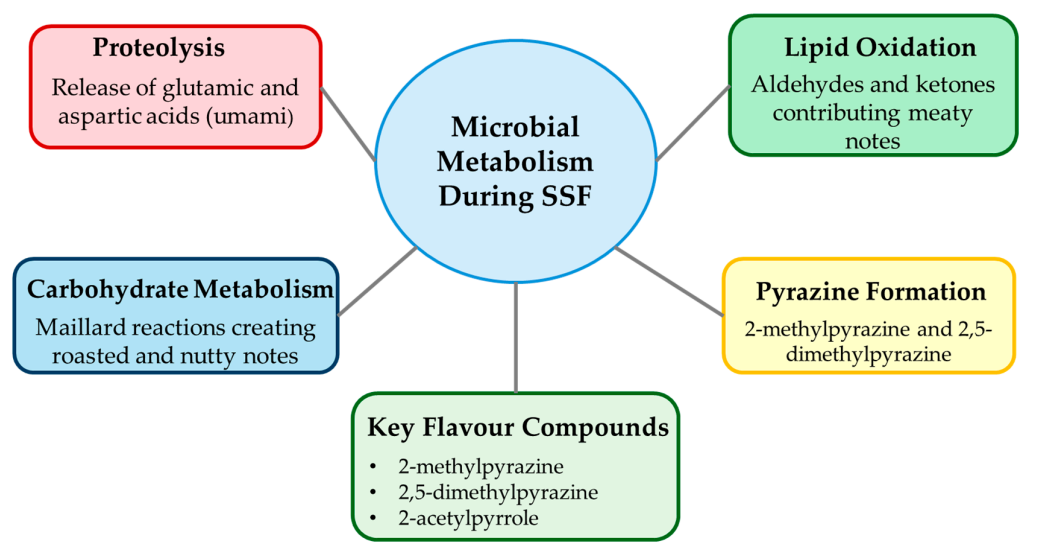 Proteolysis
Release of glutamic and
aspartic acids (umami)
Microbial
Metabolism
During SSF
Lipid Oxidation
Aldehydes and ketones
contributing meaty
notes
Carbohydrate Metabolism
Maillard reactions creating
roasted and nutty notes
Pyrazine Formation
2-methylpyrazine and 2,5-
dimethylpyrazine
Key Flavour Compounds
• 2-methylpyrazine
• 2,5-dimethylpyrazine
• 2-acetylpyrrole